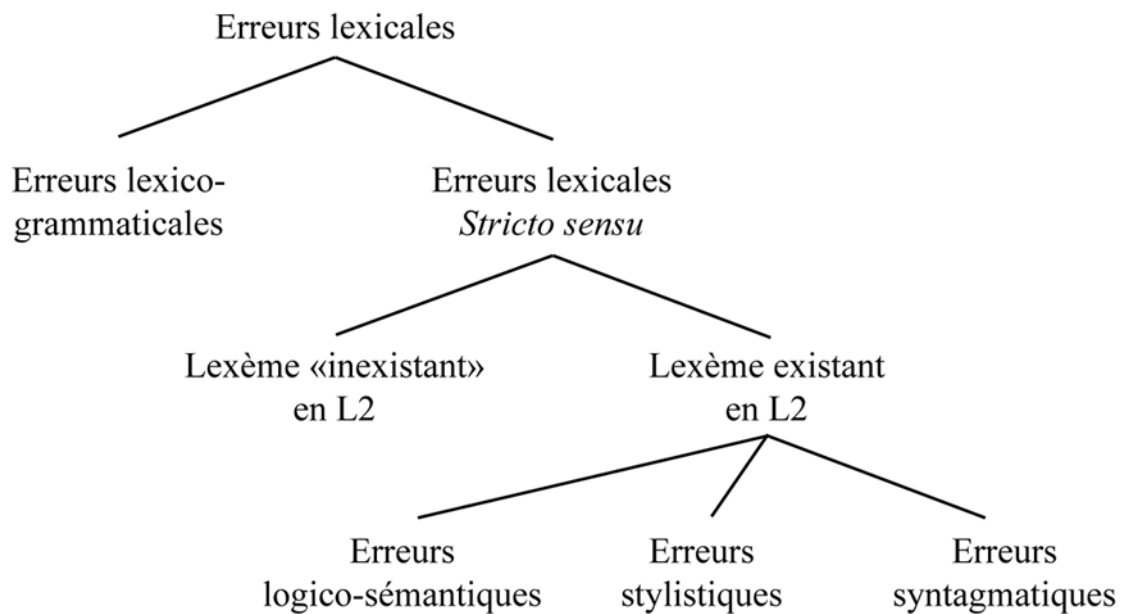 Erreurs lexicales
Erreurs lexico-
grammaticales
Erreurs lexicales
Stricto sensu
Lexème «inexistant»
en L2
Lexème existant
en L2
Erreurs
logico-sémantiques
Erreurs
stylistiques
Erreurs
syntagmatiques